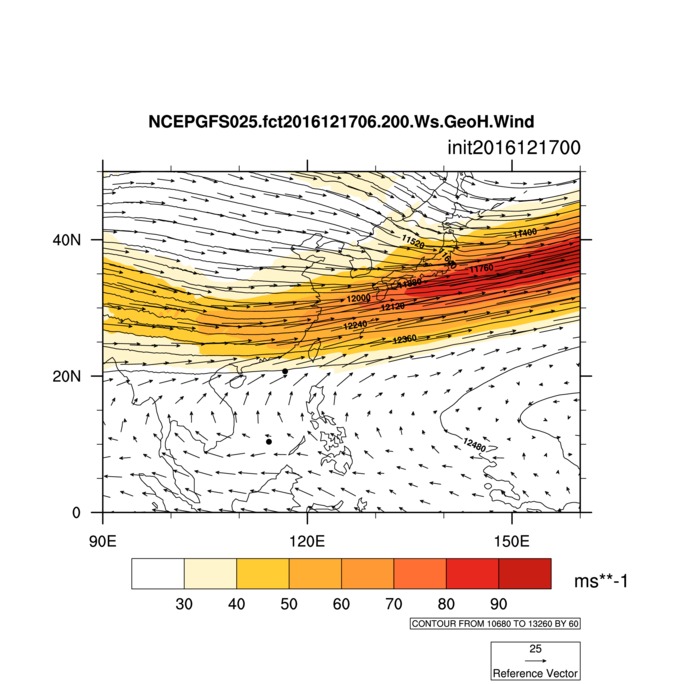 NCEPGFS025.fct2016121706.200.Ws.GeoH.Wind
init2016121700
40N
20N
0
11400
11520
11760
11880
12000
12120
12240
12360
12480
90E 120E 150E
30 40 50 60 70 80 90
ms**-1
CONTOUR FROM 10680 TO 13260 BY 60
25
Reference Vector